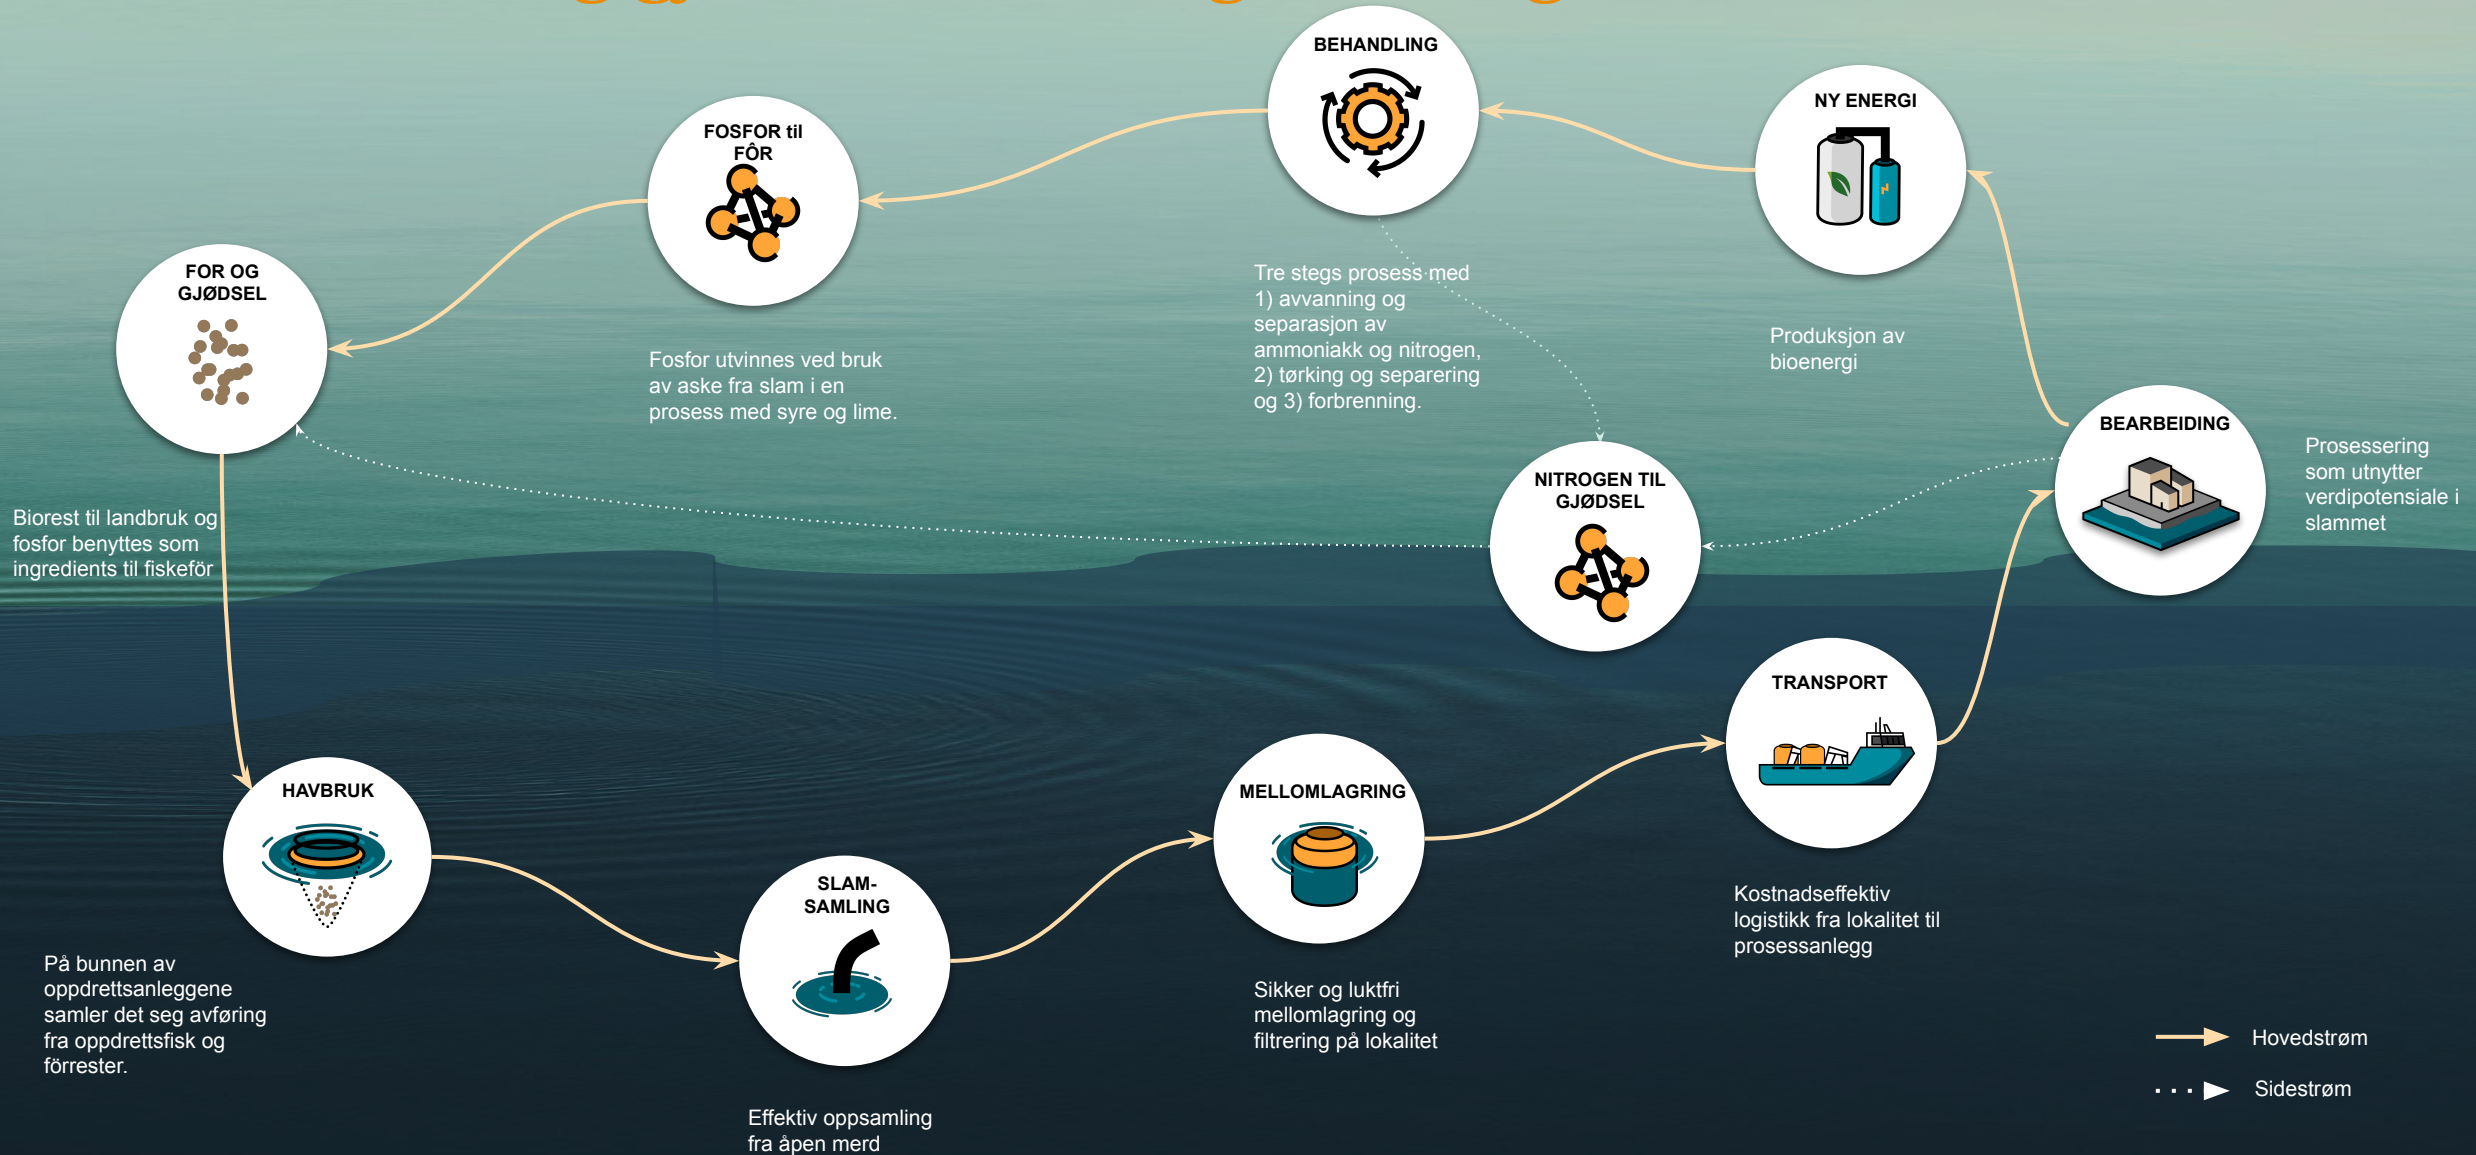 BEHANDLING
NY ENERGI
FOSFOR til
FÔR
FOR OG
GJØDSEL
Tre stegs prosess med
1) avvanning og
separasjon av
ammoniakk og nitrogen,
2) tørking og separering
og 3) forbrenning.
Produksjon av
bioenergi
Fosfor utvinnes ved bruk
av aske fra slam i en
prosess med syre og lime.
BEARBEIDING
Prosessering
som utnytter
verdipotensiale i
slammet
NITROGEN TIL
GJØDSEL
Biorest til landbruk og
fosfor benyttes som
ingredients til fiskefôr
TRANSPORT
HAVBRUK
MELLOMLAGRING
SLAM-
SAMLING
Kostnadseffektiv
logistikk fra lokalitet til
prosessanlegg
På bunnen av
oppdrettsanleggene
samler det seg avføring
fra oppdrettsfisk og
förrester.
Sikker og luktfri
mellomlagring og
filtrering på lokalitet
Effektiv oppsamling
fra åpen merd
Hovedstrøm
Sidestrøm